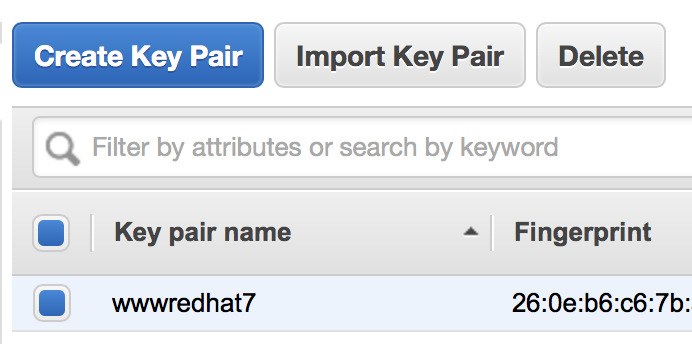 Create Key Pair Import Key Pair Delete
Filter by attributes or search by keyword
Key pair name Fingerprint
wwwredhat7 26:0e:b6:c6:7b: